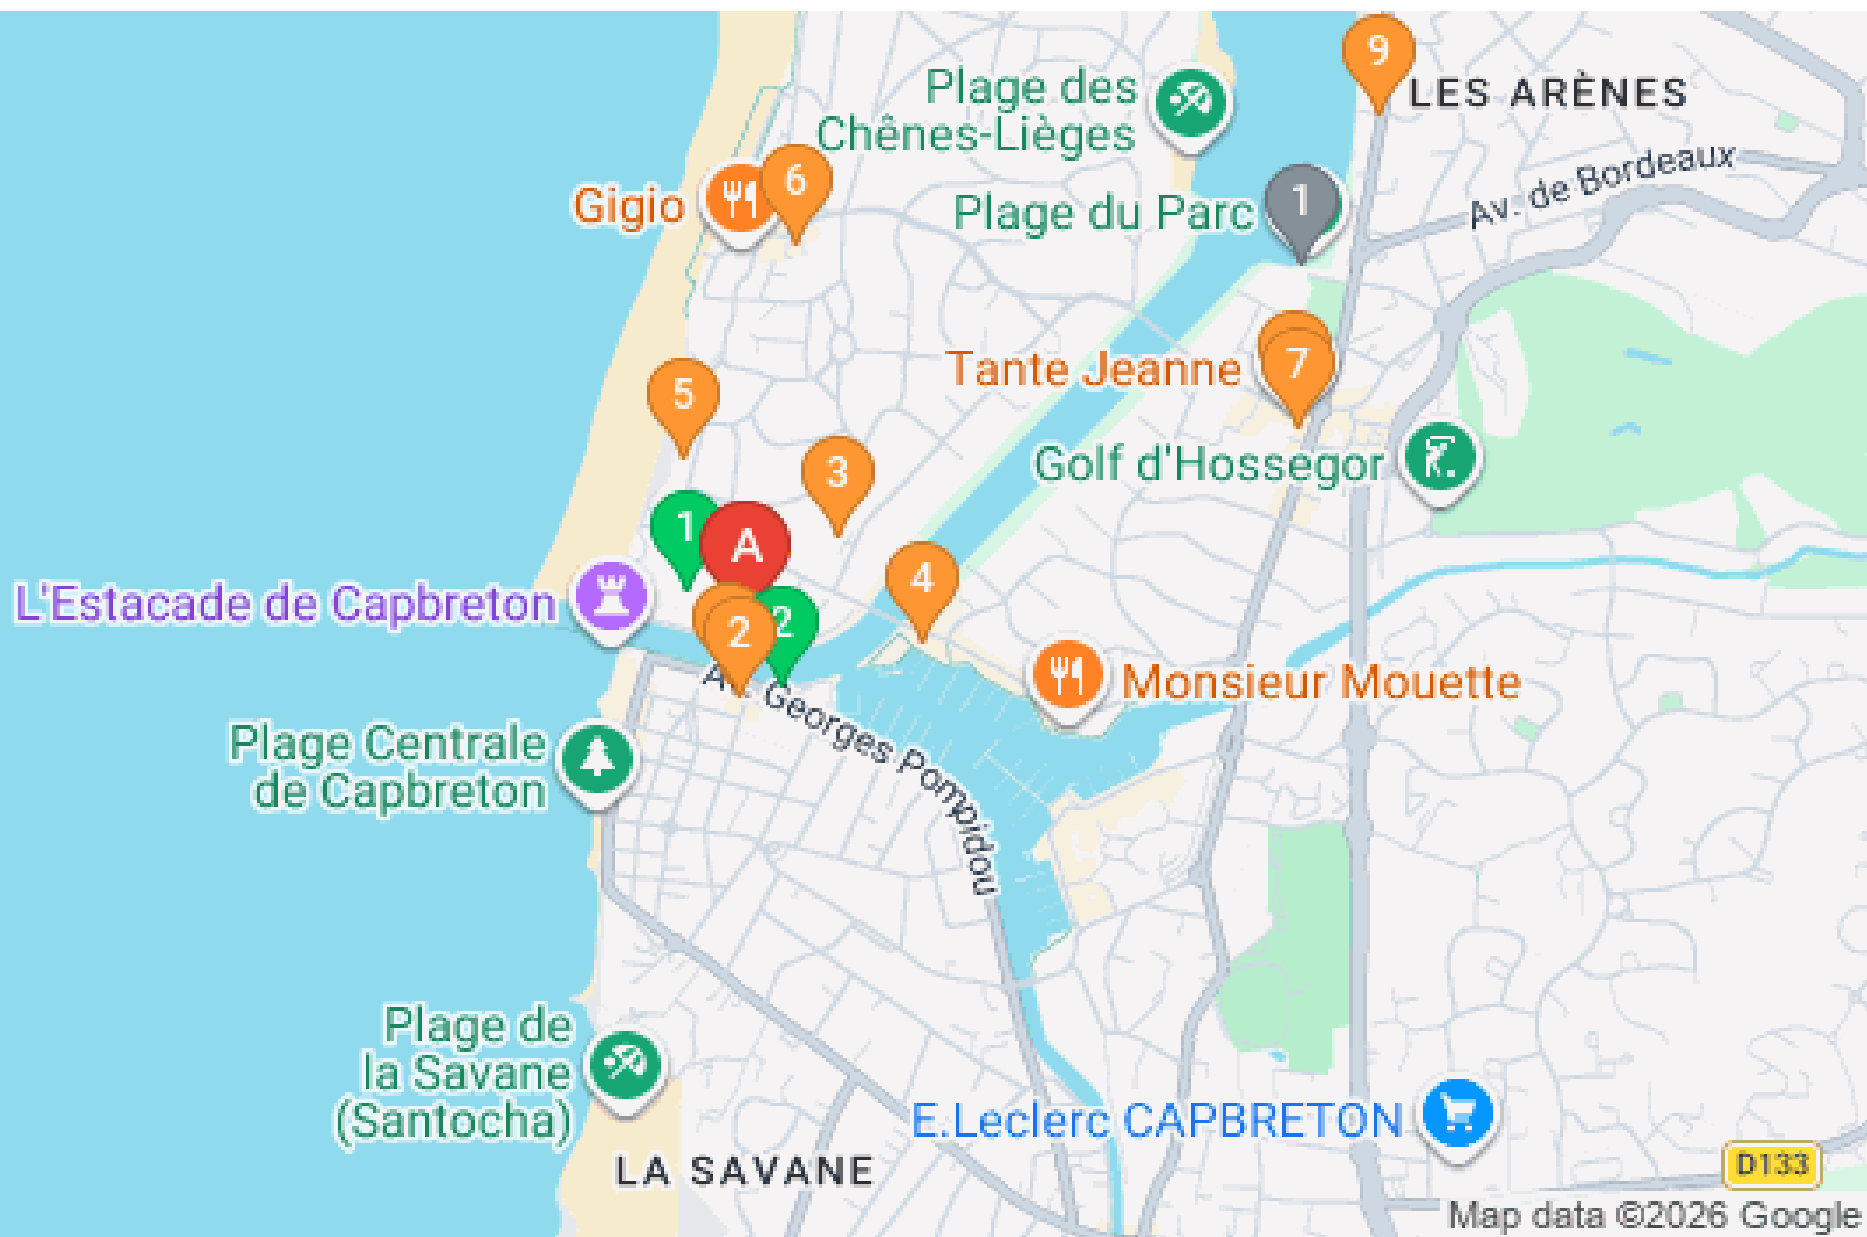 9
Plage des
Chênes-Lièges
LES ARÈNES
Av. de Bordeaux
Gigio
6
Plage du Parc
1
Tante Jeanne
7
5
Golf d'Hossegor
3
1
A
L'Estacade de Capbreton
4
2
2
Monsieur Mouette
Av. Georges Pompidou
Plage Centrale
de Capbreton
Plage de
la Savane
(Santocha)
E.Leclerc CAPBRETON
LA SAVANE
D133
Map data ©2026 Google